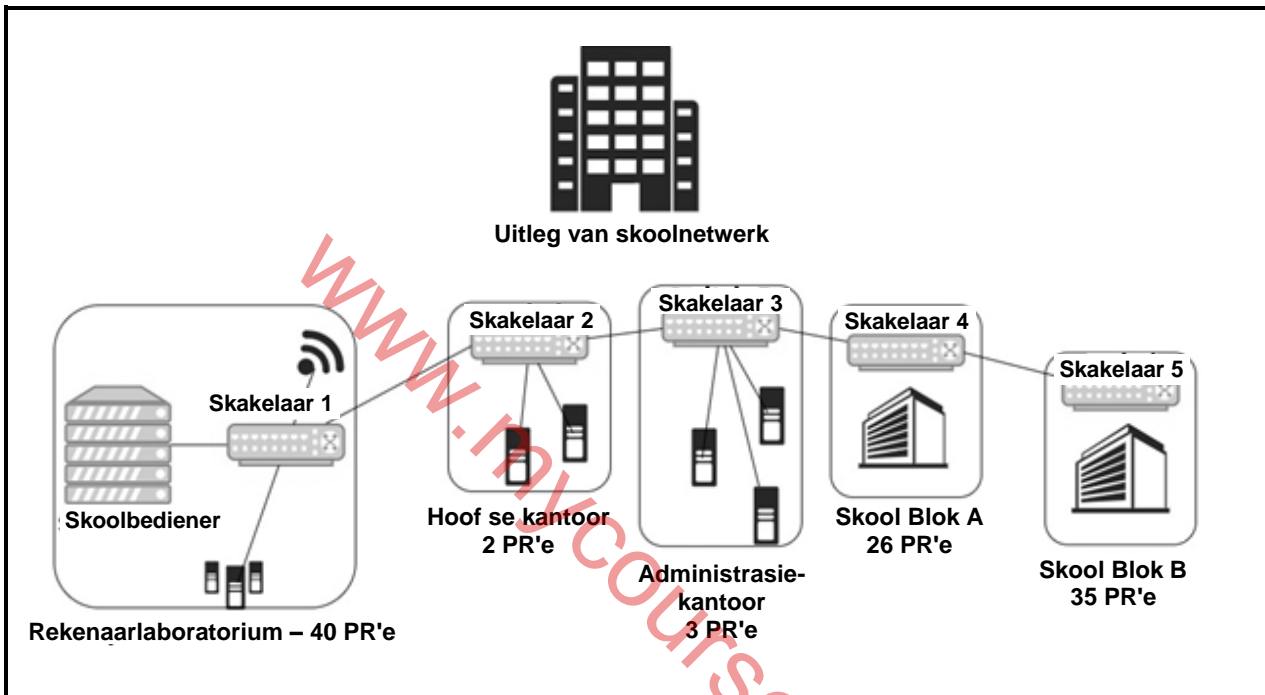 Uitleg van skoolnetwerk
Skakelaar 1
Skoolbediener
Rekenaarlaboratorium – 40 PR'e
Skakelaar 2
Hoof se kantoor
2 PR'e
Skakelaar 3
Administrasie-
kantoor
3 PR'e
Skakelaar 4
Skool Blok A
26 PR'e
Skakelaar 5
Skool Blok B
35 PR'e
www.mycourse